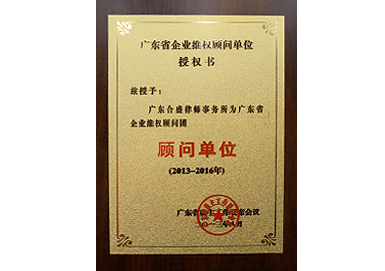 广东省企业维权顾问单位
授权书
兹授予：
广东合盛律师事务所为广东省
企业维权顾问团
顾问单位
(2013-2016年)
广东省 会议